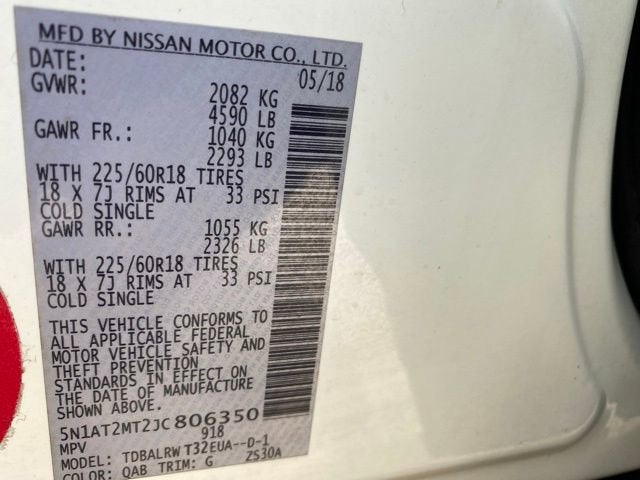 MFD BY NISSAN MOTOR CO., LTD.
DATE: 05/18
GVWR: 2082 KG
4590 LB
GAWR FR.: 1040 KG
2293 LB
WITH 225/60R18 TIRES
18 X 7J RIMS AT 33 PSI
COLD SINGLE
GAWR RR.: 1055 KG
2326 LB
WITH 225/60R18 TIRES
18 X 7J RIMS AT 33 PSI
COLD SINGLE
THIS VEHICLE CONFORMS TO
ALL APPLICABLE FEDERAL
MOTOR VEHICLE SAFETY AND
THEFT PREVENTION
STANDARDS IN EFFECT ON
THE DATE OF MANUFACTURE
SHOWN ABOVE.
5N1AT2MT2JC806350
MPV 918
MODEL: TDBALRW T32EUA--D-1
COLOR: QAB TRIM: G ZS30A